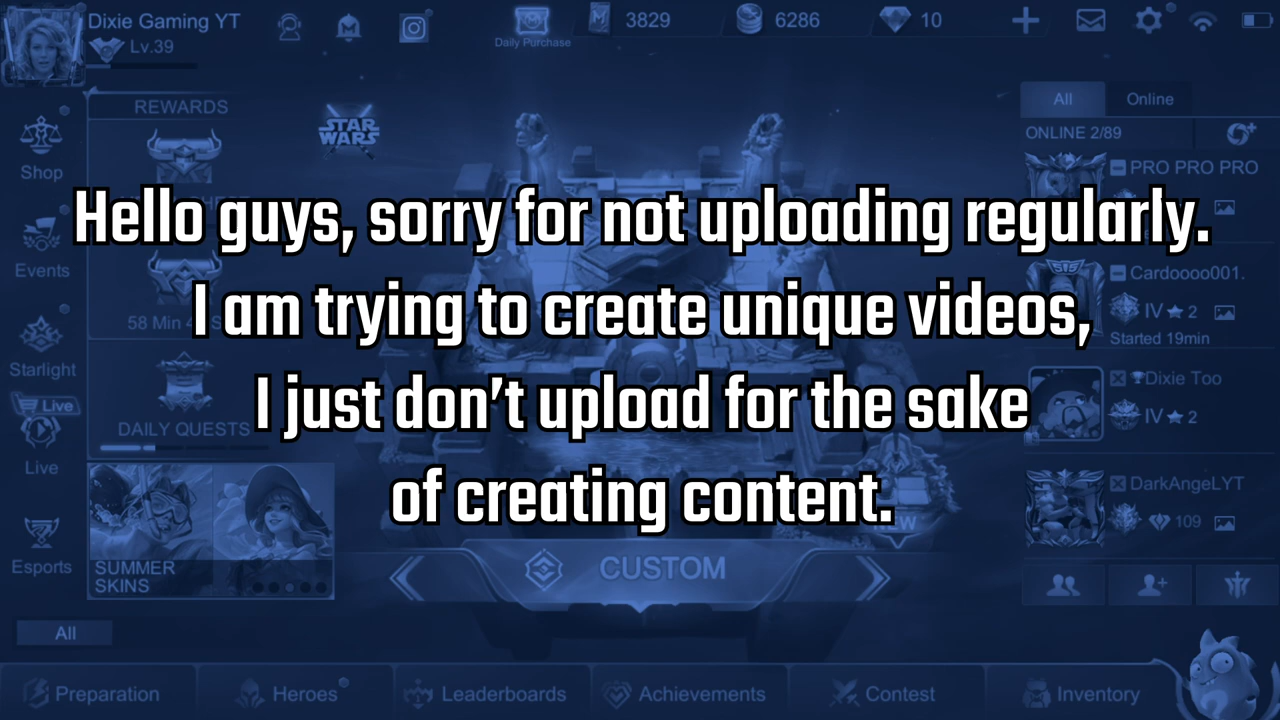 Dixie Gaming YT
Lv.39
Daily Purchase
3829
6286
10
REWARDS
STAR
WARS
All
Online
ONLINE 2/89
Shop
PRO PRO PRO
Hello guys, sorry for not uploading regularly.
Events
Cardoooo001.
I am trying to create unique videos,
58 Min
IV ★ 2
Started 19min
Starlight
Dixie Too
I just don't upload for the sake
Live
IV ★ 2
DAILY QUESTS
Live
of creating content.
DarkAngeLYT
109
SUMMER
SKINS
Esports
CUSTOM
All
Preparation
Heroes
Leaderboards
Achievements
Contest
Inventory